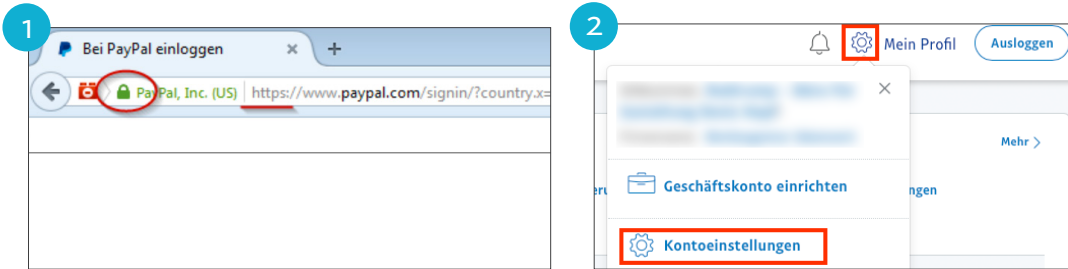 1
Bei PayPal einloggen
PayPal, Inc. (US) https://www.paypal.com/signin/?country.x=
2
Mein Profil
Ausloggen
Mehr
Geschäftskonto einrichten
ngen
Kontoeinstellungen